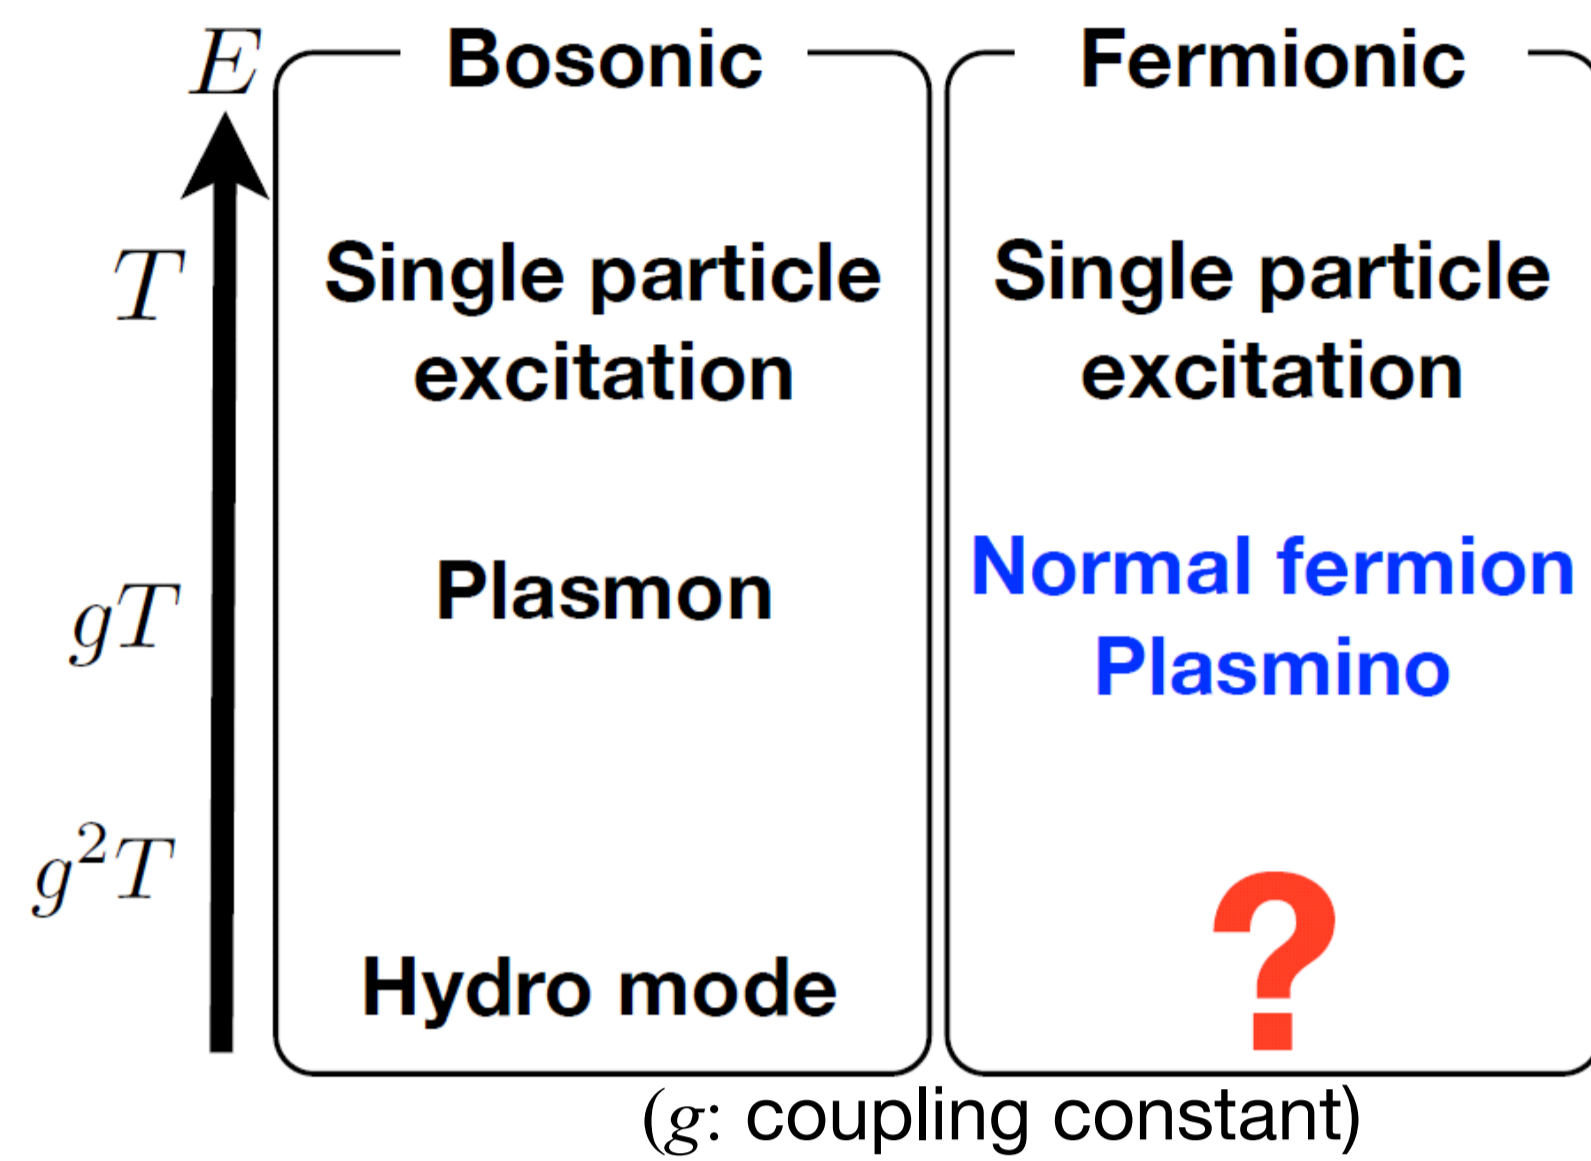 E
Bosonic
Fermionic
T
Single particle
excitation
Single particle
excitation
gT
Plasmon
Normal fermion
Plasmino
g²T
Hydro mode
?
(g: coupling constant)